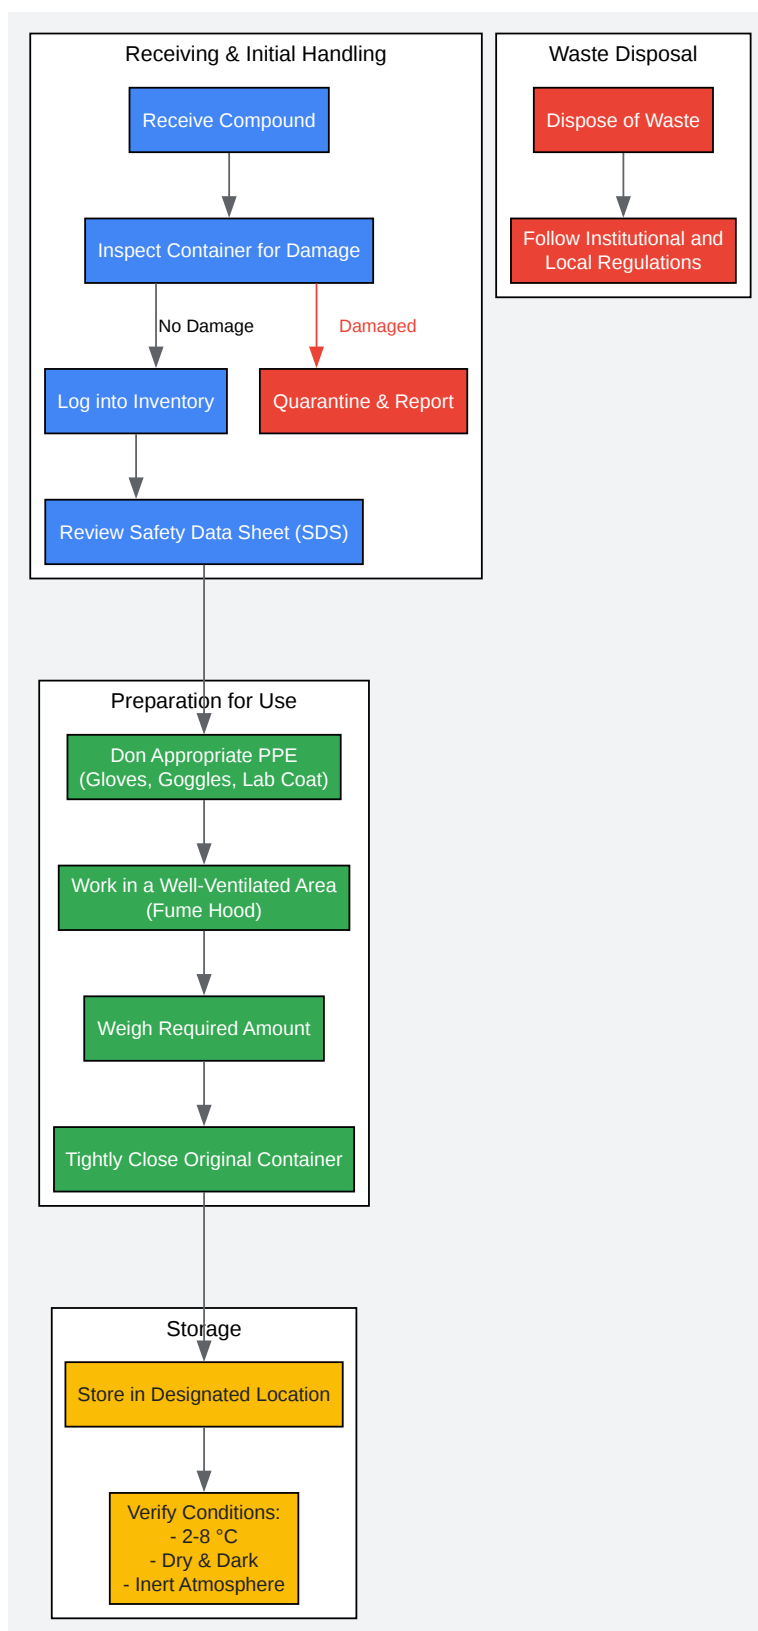 Receiving & Initial Handling
Receive Compound
Inspect Container for Damage
No Damage
Damaged
Log into Inventory
Quarantine & Report
Review Safety Data Sheet (SDS)
Waste Disposal
Dispose of Waste
Follow Institutional and
Local Regulations
Preparation for Use
Don Appropriate PPE
(Gloves, Goggles, Lab Coat)
Work in a Well-Ventilated Area
(Fume Hood)
Weigh Required Amount
Tightly Close Original Container
Storage
Store in Designated Location
Verify Conditions:
- 2-8 °C
- Dry & Dark
- Inert Atmosphere